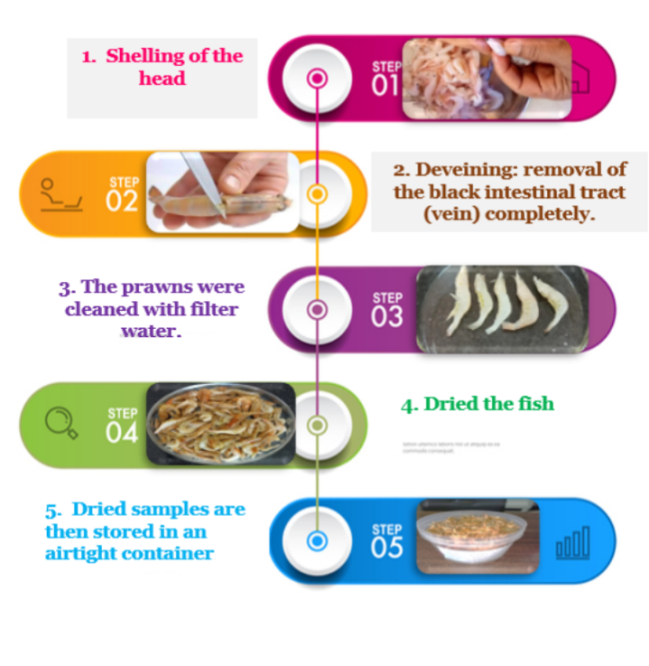 1. Shelling of the
head
STEP
01
STEP
02
2. Deveining: removal of
the black intestinal tract
(vein) completely.
3. The prawns were
cleaned with filter
water.
STEP
03
STEP
04
4. Dried the fish
commodo consequat
5. Dried samples are
then stored in an
airtight container
STEP
05